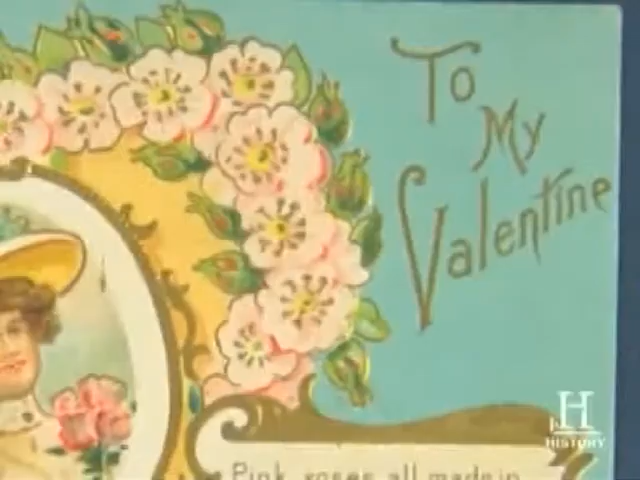 To
My
Valentine
Pink roses all made in
H
HISTORY